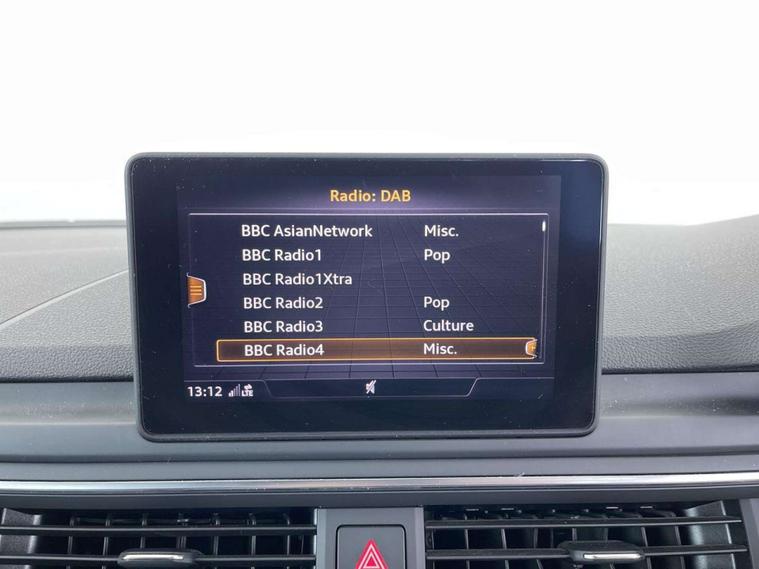 Radio: DAB
BBC AsianNetwork Misc.
BBC Radio1 Pop
BBC Radio1Xtra
BBC Radio2 Pop
BBC Radio3 Culture
BBC Radio4 Misc.
13:12 LTE